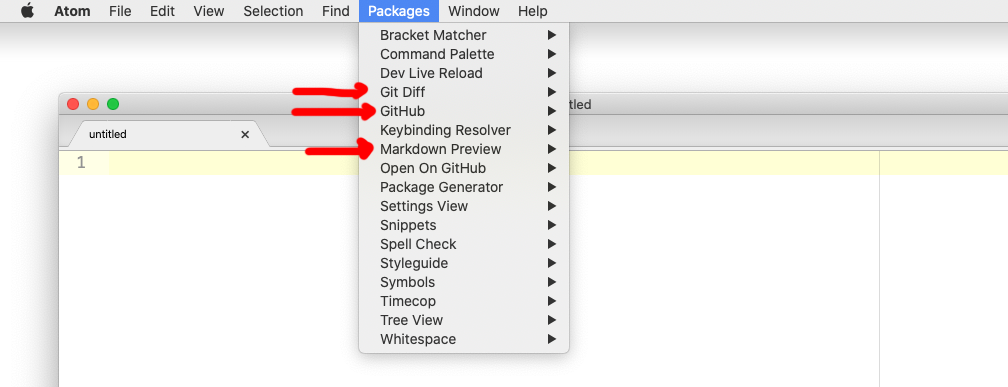 Atom File Edit View Selection Find Packages Window Help
Bracket Matcher
Command Palette
Dev Live Reload
Git Diff
GitHub
Keybinding Resolver
Markdown Preview
Open On GitHub
Package Generator
Settings View
Snippets
Spell Check
Styleguide
Symbols
Timecop
Tree View
Whitespace
tled
untitled
1